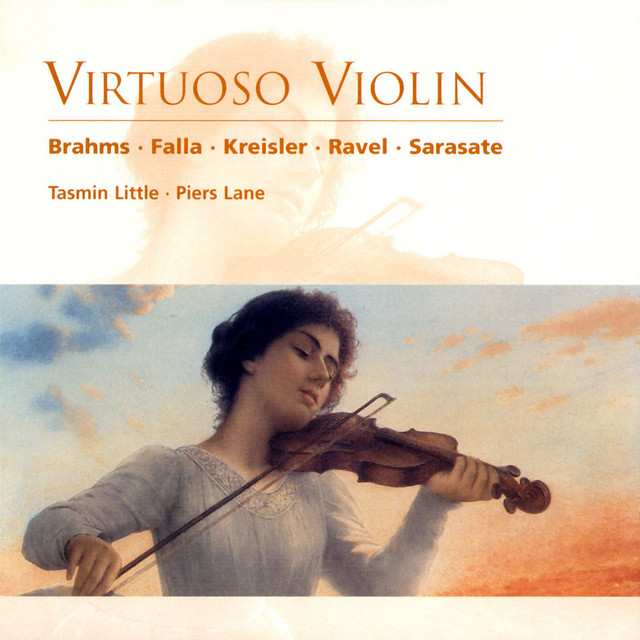 VIRTUOSO VIOLIN
Brahms · Falla · Kreisler · Ravel · Sarasate
Tasmin Little · Piers Lane